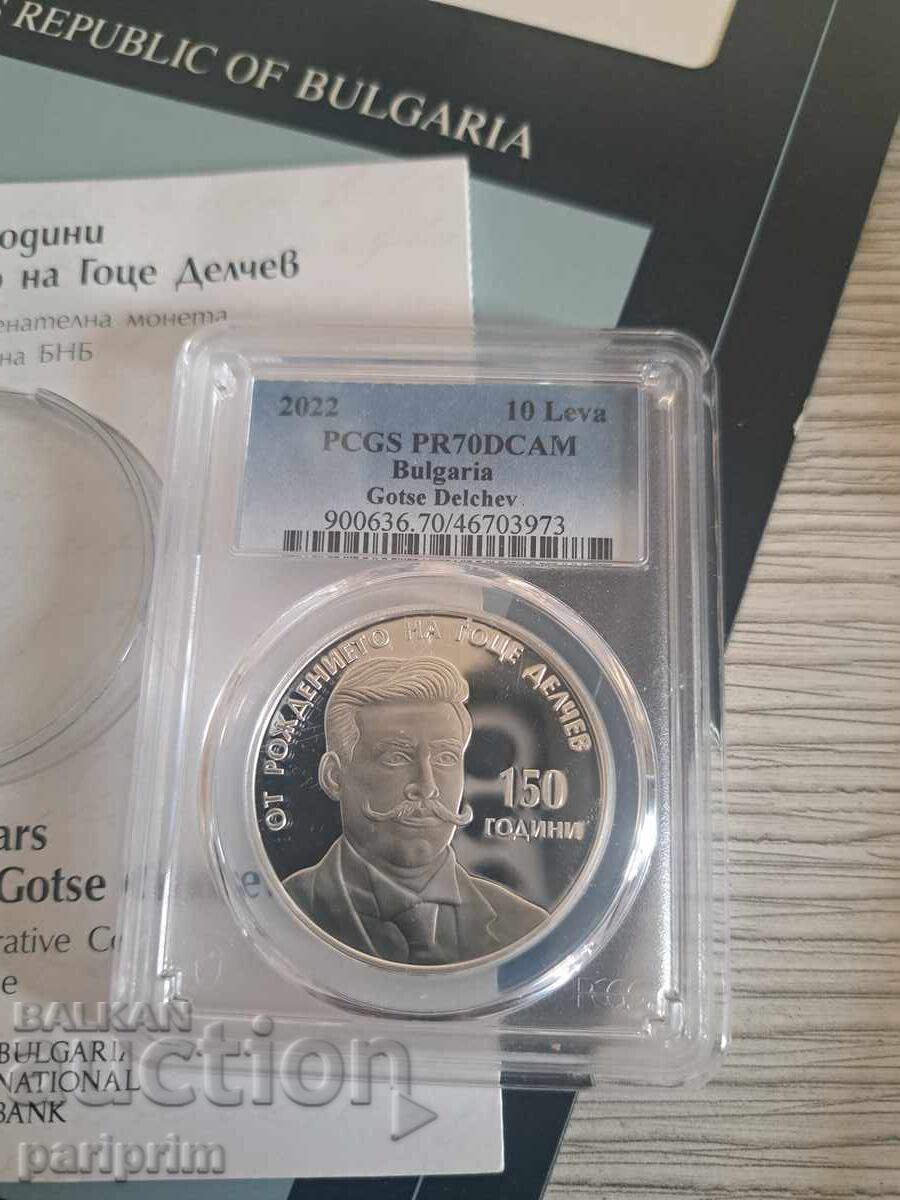 REPUBLIC OF BULGARIA
одини
на Гоце Делчев
енателна монета
на БНБ
2022 10 Leva
PCGS PR70DCAM
Bulgaria
Gotse Delchev
900636.70/46703973
ОТ РОЖДЕНИЕТО НА ГОЦЕ ДЕЛЧЕВ
150
ГОДИНИ
PCGS
ars
Gotse
rative Co
e
BULGARIA
NATIONAL
BANK
BALKAN
auction
pariprim